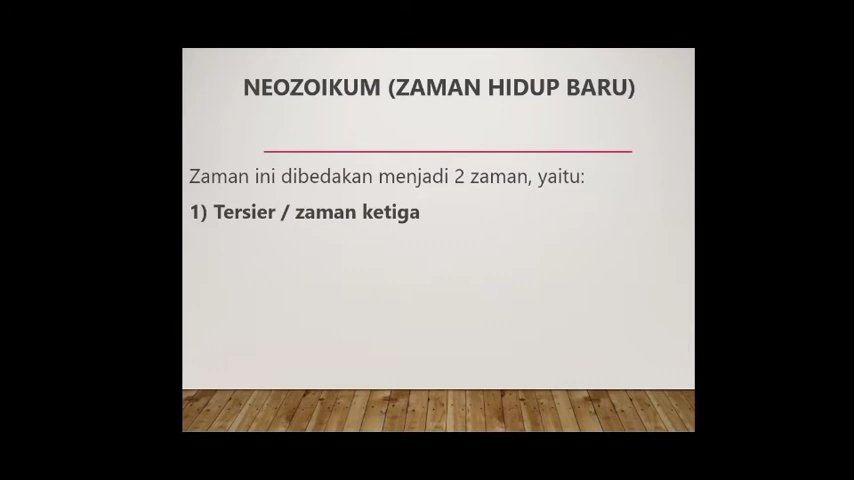 NEOZOIKUM (ZAMAN HIDUP BARU)
Zaman ini dibedakan menjadi 2 zaman, yaitu:
1) Tersier / zaman ketiga